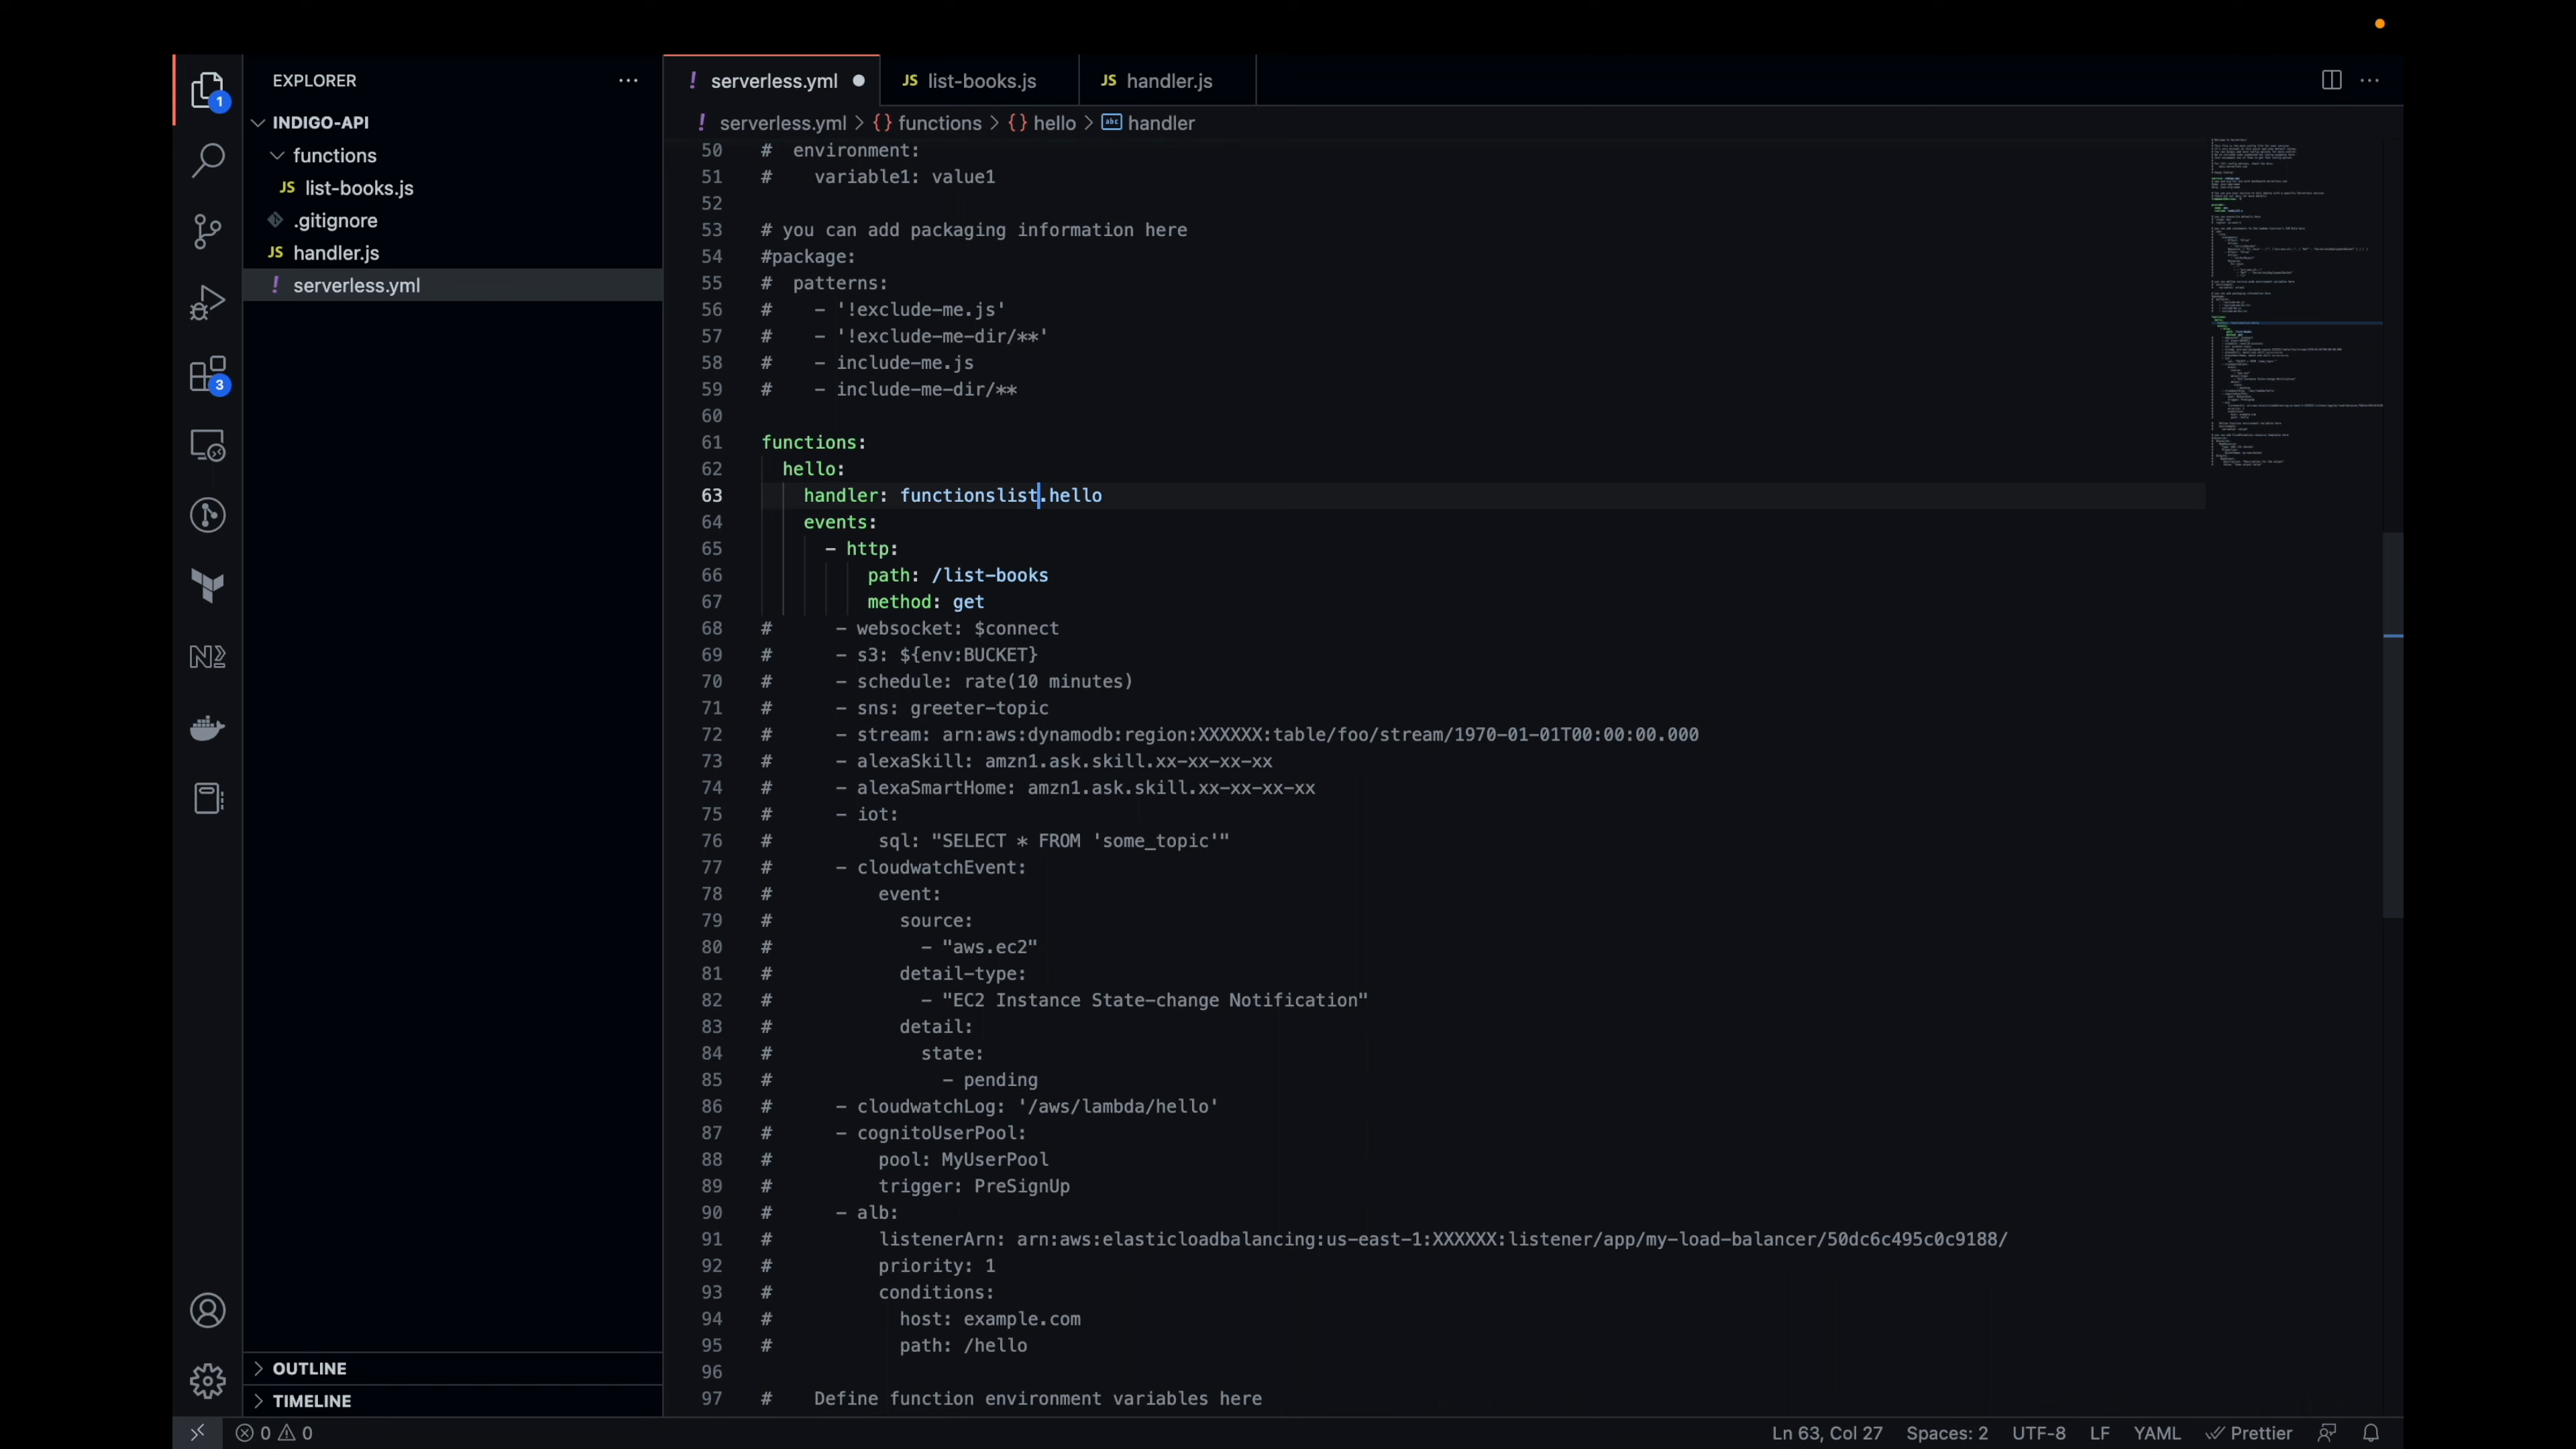 EXPLORER
INDIGO-API
functions
JS list-books.js
.gitignore
JS handler.js
! serverless.yml
1
3
! serverless.yml
JS list-books.js
JS handler.js
! serverless.yml > {} functions > {} hello > abc handler
50 #  environment:
51 #    variable1: value1
52
53 # you can add packaging information here
54 #package:
55 #  patterns:
56 #    - '!exclude-me.js'
57 #    - '!exclude-me-dir/**'
58 #    - include-me.js
59 #    - include-me-dir/**
60
61 functions:
62   hello:
63     handler: functionslist.hello
64     events:
65       - http:
66           path: /list-books
67           method: get
68 #      - websocket: $connect
69 #      - s3: ${env:BUCKET}
70 #      - schedule: rate(10 minutes)
71 #      - sns: greeter-topic
72 #      - stream: arn:aws:dynamodb:region:XXXXXX:table/foo/stream/1970-01-01T00:00:00.000
73 #      - alexaSkill: amzn1.ask.skill.xx-xx-xx-xx
74 #      - alexaSmartHome: amzn1.ask.skill.xx-xx-xx-xx
75 #      - iot:
76 #          sql: "SELECT * FROM 'some_topic'"
77 #      - cloudwatchEvent:
78 #          event:
79 #            source:
80 #              - "aws.ec2"
81 #            detail-type:
82 #              - "EC2 Instance State-change Notification"
83 #            detail:
84 #              state:
85 #                - pending
86 #      - cloudwatchLog: '/aws/lambda/hello'
87 #      - cognitoUserPool:
88 #          pool: MyUserPool
89 #          trigger: PreSignUp
90 #      - alb:
91 #          listenerArn: arn:aws:elasticloadbalancing:us-east-1:XXXXXX:listener/app/my-load-balancer/50dc6c495c0c9188/
92 #          priority: 1
93 #          conditions:
94 #            host: example.com
95 #            path: /hello
96
97 #    Define function environment variables here
OUTLINE
TIMELINE
0 0
Ln 63, Col 27
Spaces: 2
UTF-8
LF
YAML
Prettier